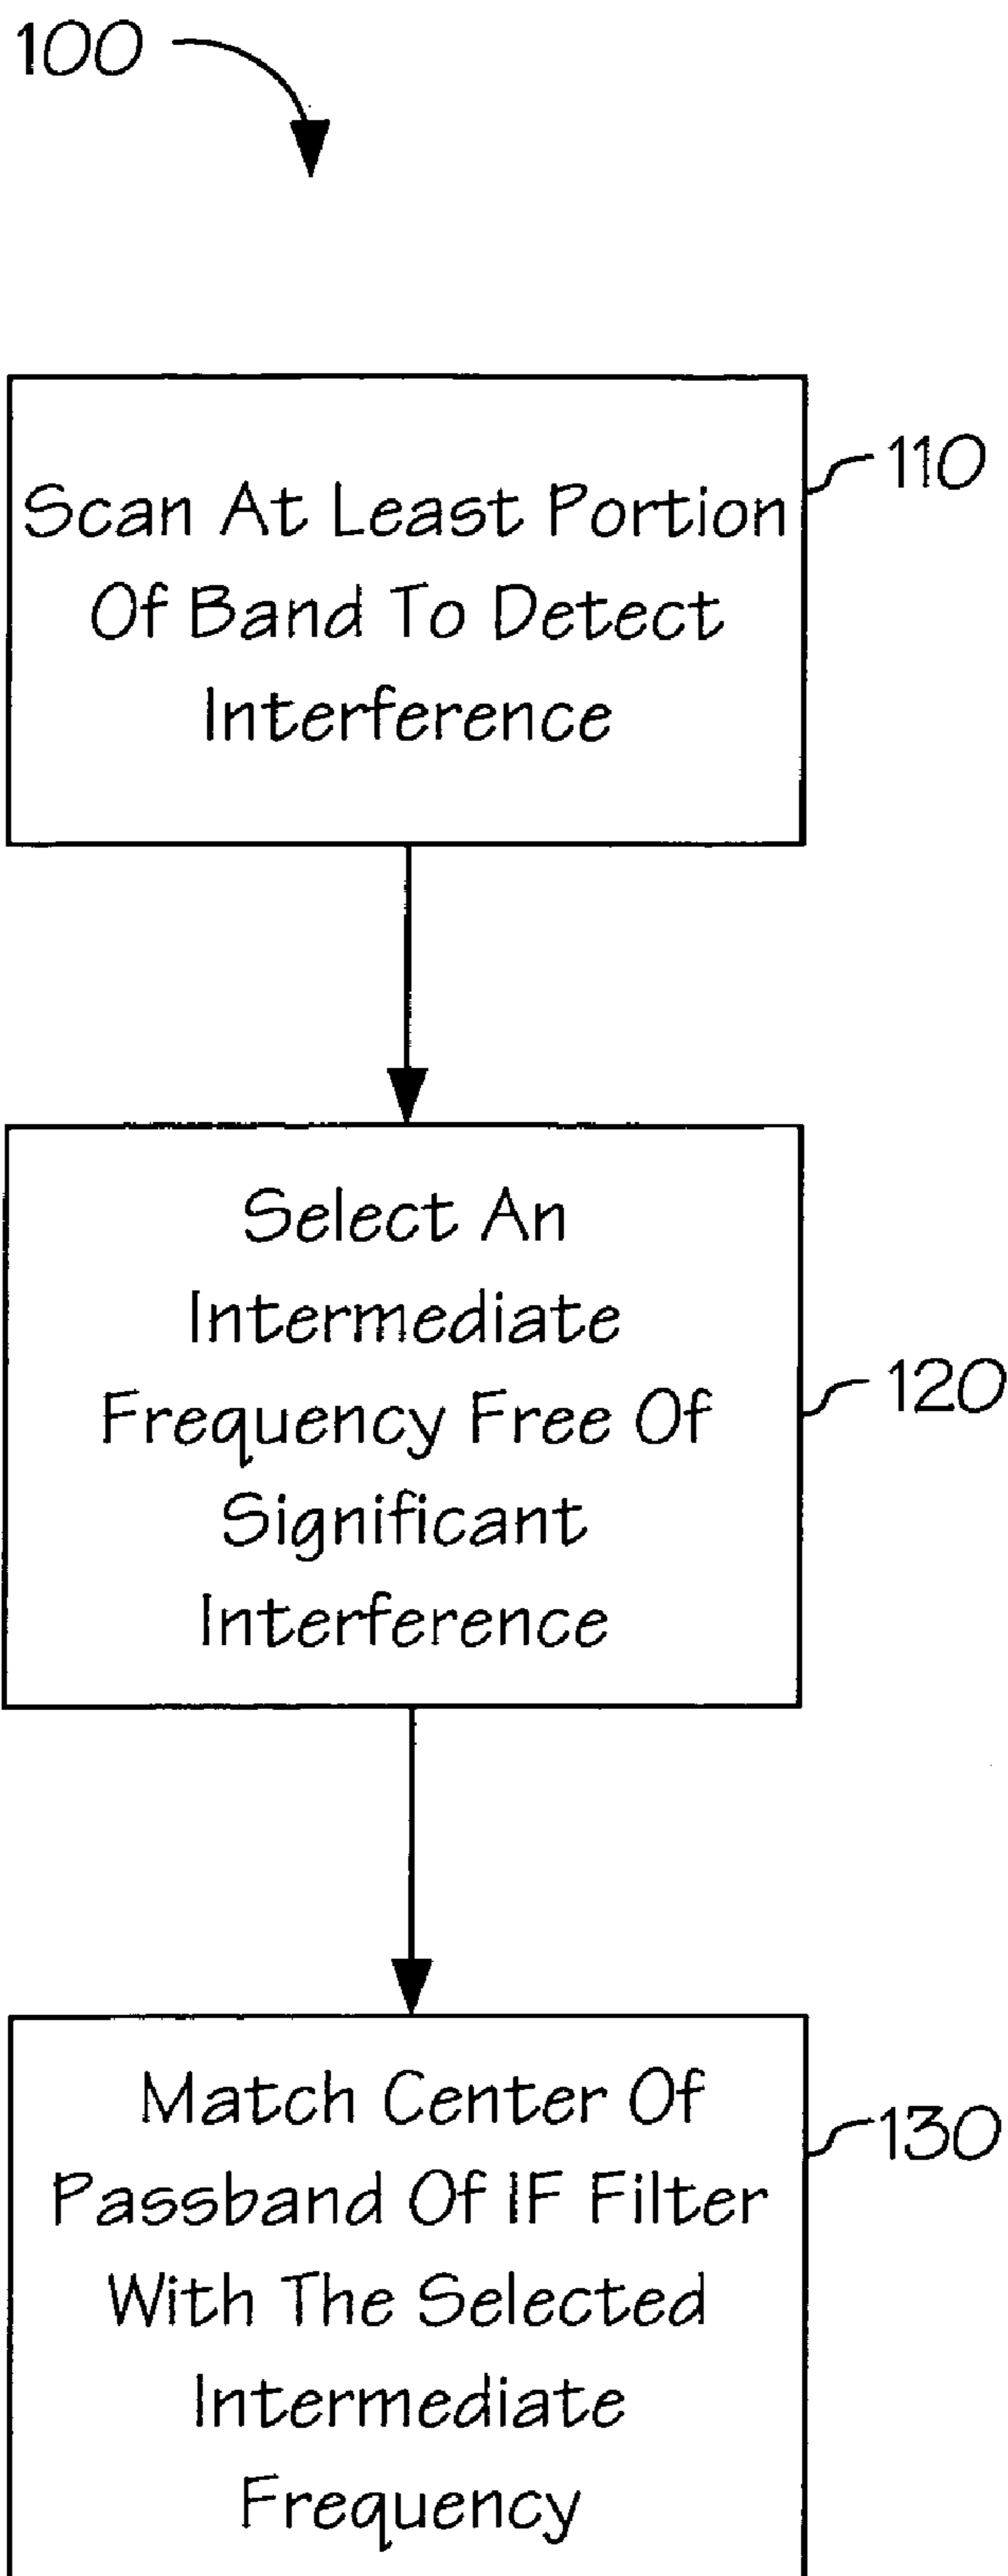 100
Scan At Least Portion
Of Band To Detect
Interference
110
Select An
Intermediate
Frequency Free Of
Significant
Interference
120
Match Center Of
Passband Of IF Filter
With The Selected
Intermediate
Frequency
130